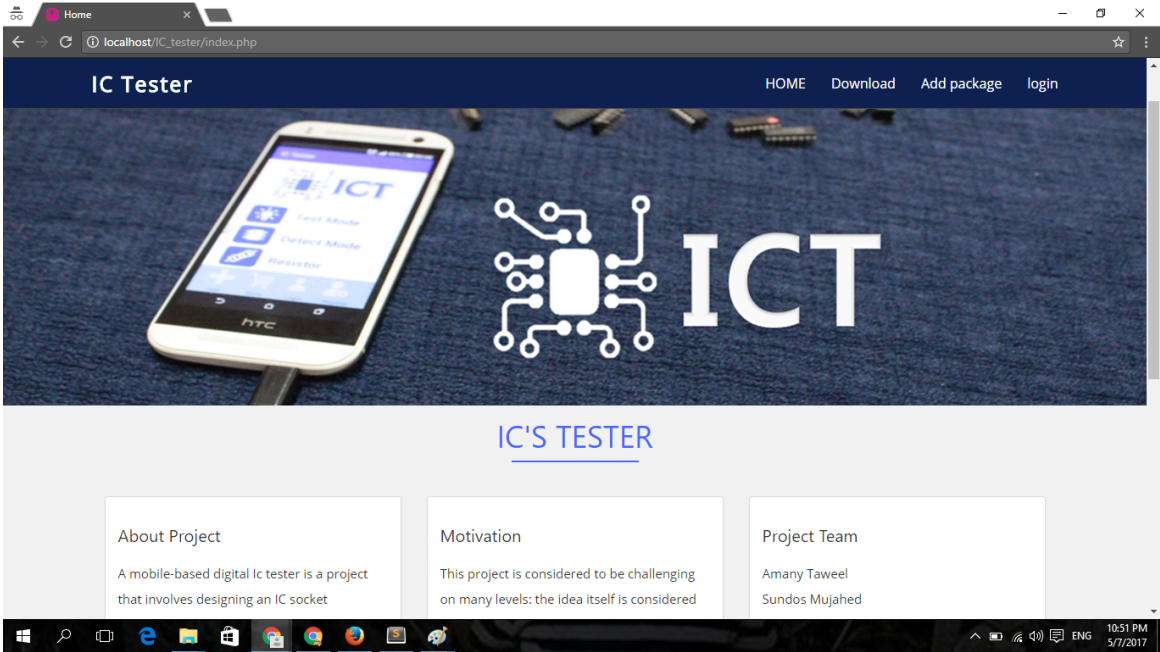 Home
localhost/IC_tester/index.php
IC Tester
HOME Download Add package login
IC Tester
ICT
Test Mode
Detect Mode
Resistor
hTC
ICT
IC'S TESTER
About Project
A mobile-based digital Ic tester is a project
that involves designing an IC socket
Motivation
This project is considered to be challenging
on many levels: the idea itself is considered
Project Team
Amany Taweel
Sundos Mujahed
ENG
10:51 PM
5/7/2017